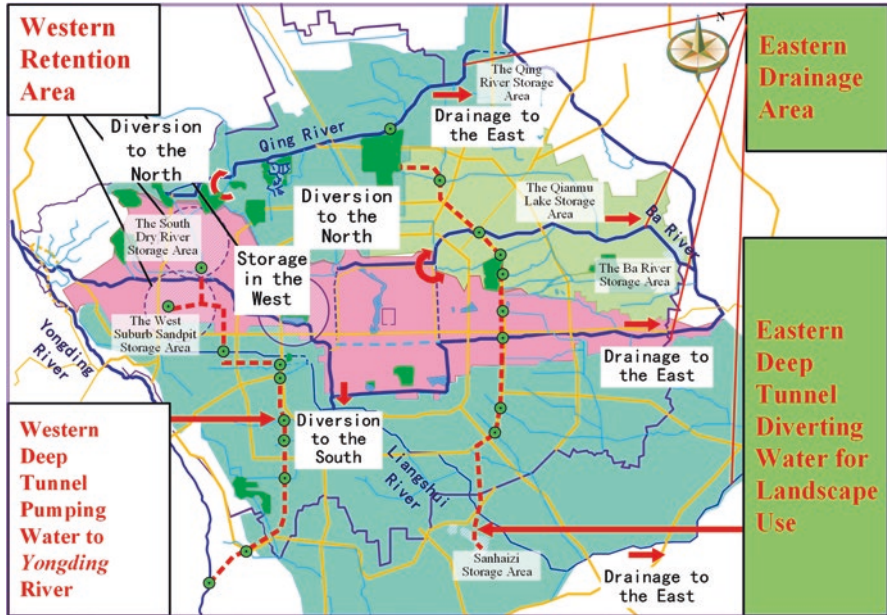 Western
Retention
Area
N
Eastern
Drainage
Area
The Qing
River Storage
Area
Drainage to
the East
Diversion
to the
North
Qing River
The South
Dry River
Storage Area
Diversion
to the
North
The Qianmu
Lake Storage
Area
Ba River
Storage
in the
West
The Ba River
Storage Area
The West
Suburb Sandpit
Storage Area
Yongding
River
Drainage to
the East
Eastern
Deep
Tunnel
Diverting
Water for
Landscape
Use
Western
Deep
Tunnel
Pumping
Water to
Yongding
River
Diversion
to the
South
Liangshui
River
Sanhaizi
Storage Area
Drainage to
the East